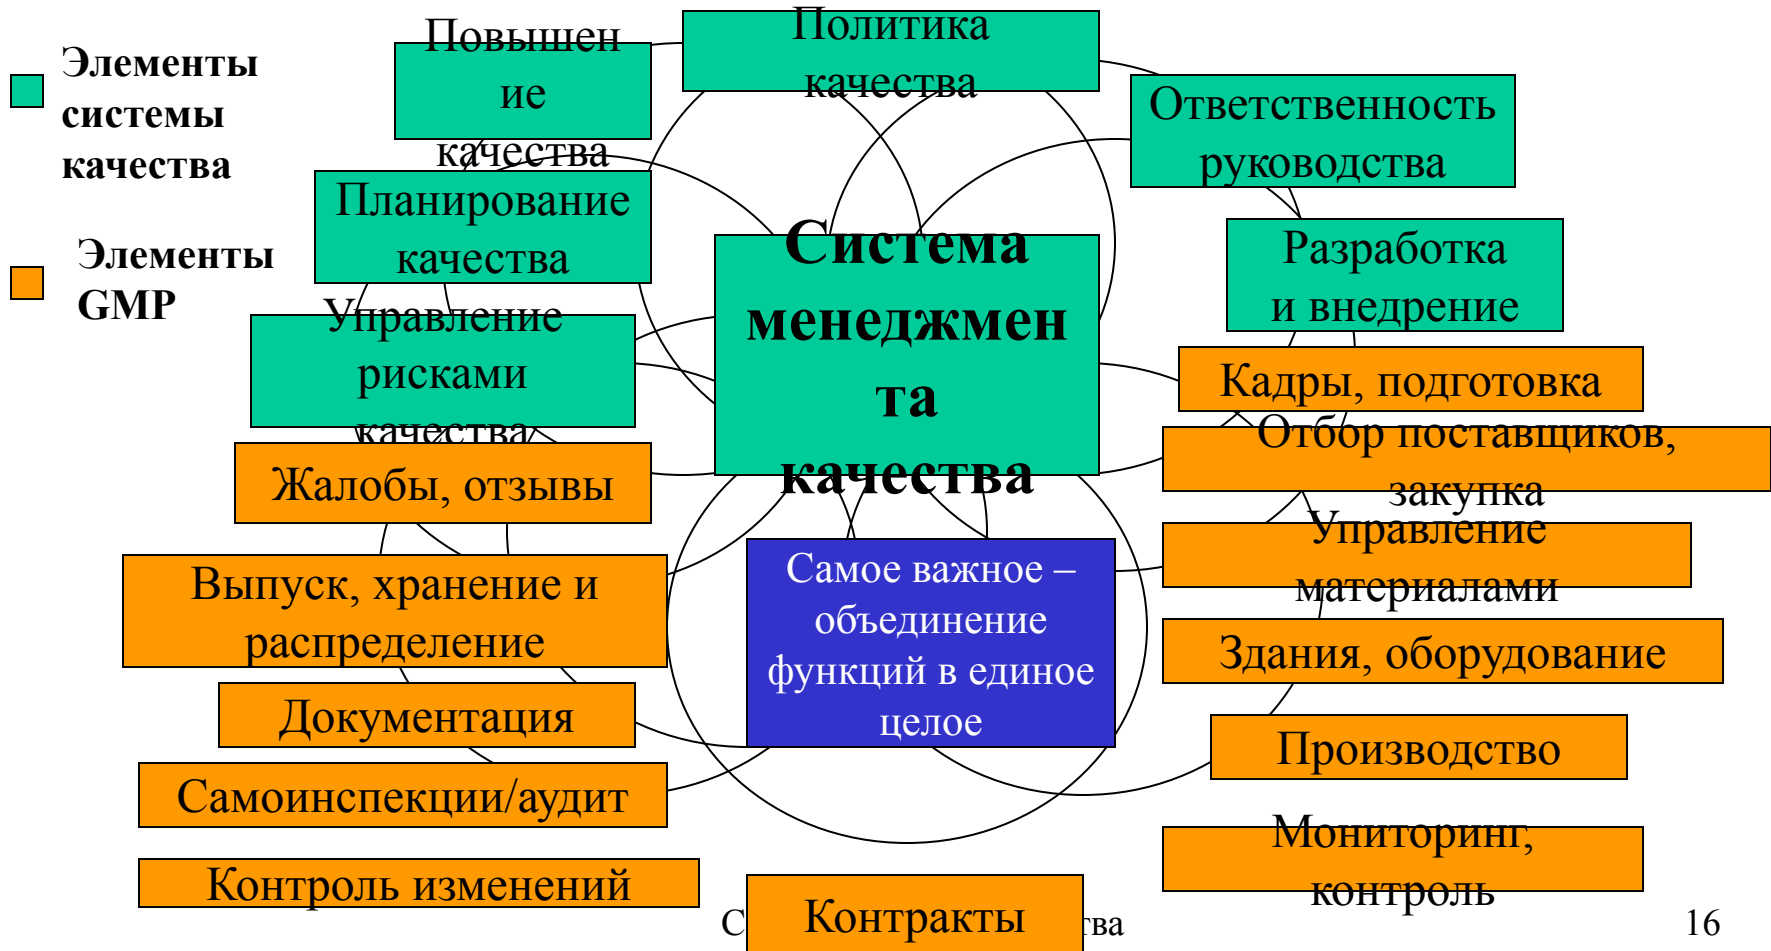 Элементы
системы
качества
Элементы
GMP
Повышен
ие
качества
Политика
качества
Ответственность
руководства
Планирование
качества
Система
менеджмен
та
качества
Разработка
и внедрение
Управление
рисками
качества
Кадры, подготовка
Отбор поставщиков,
закупка
Жалобы, отзывы
Управление
материалами
Самое важное –
объединение
функций в единое
целое
Выпуск, хранение и
распределение
Здания, оборудование
Документация
Производство
Самоинспекции/аудит
Мониторинг,
контроль
Контроль изменений
Контракты
16